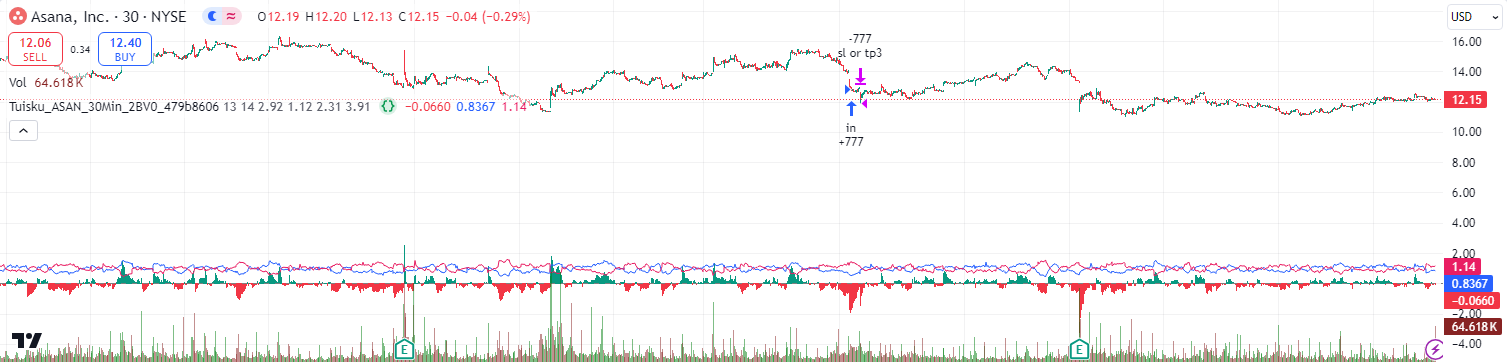 Asana, Inc. · 30 · NYSE O12.19 H12.20 L12.13 C12.15 −0.04 (−0.29%)
USD
12.06
SELL
0.34
12.40
BUY
Vol 64.618K
Tuisku_ASAN_30Min_2BV0_479b8606 13 14 2.92 1.12 2.31 3.91 {} −0.0660 0.8367 1.14
-777
sl or tp3
in
+777
16.00
14.00
12.15
10.00
8.00
6.00
4.00
2.00
1.14
0.8367
−0.0660
−2.00
64.618K
−4.00
E
E